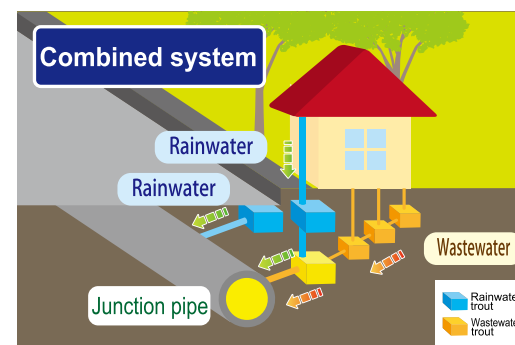 Combined system
Rainwater
Rainwater
Wastewater
Junction pipe
Rainwate
trout
Wastewate
trout